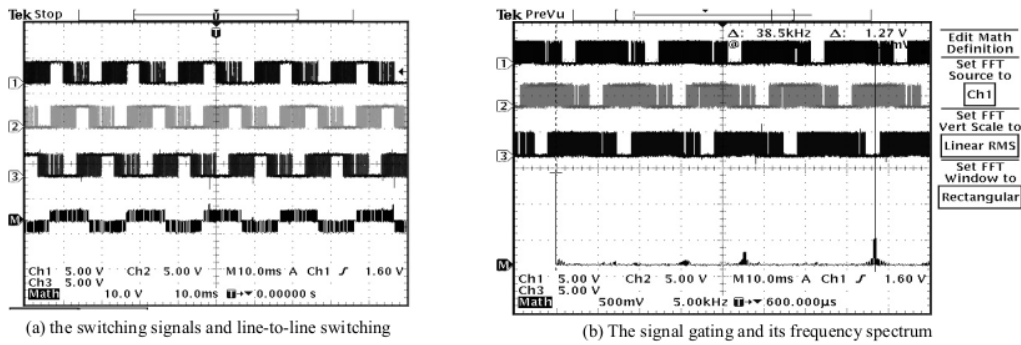 Tek Stop
U
T
1
2
3
M
Ch1 5.00 V Ch2 5.00 V M10.0ms A Ch1 ƒ 1.60 V
Ch3 5.00 V
Math 10.0 V 10.0ms T→▼ 0.00000 s
(a) the switching signals and line-to-line switching
Tek PreVu
Δ: 38.5kHz Δ: 1.27 V
@ mV
1
2
3
M
Ch1 5.00 V Ch2 5.00 V M10.0ms A Ch1 ƒ 1.60 V
Ch3 5.00 V
Math 500mV 5.00kHz T→▼ 600.000μs
Edit Math
Definition
Set FFT
Source to
Ch1
Set FFT
Vert Scale to
Linear RMS
Set FFT
Window to
Rectangular
(b) The signal gating and its frequency spectrum